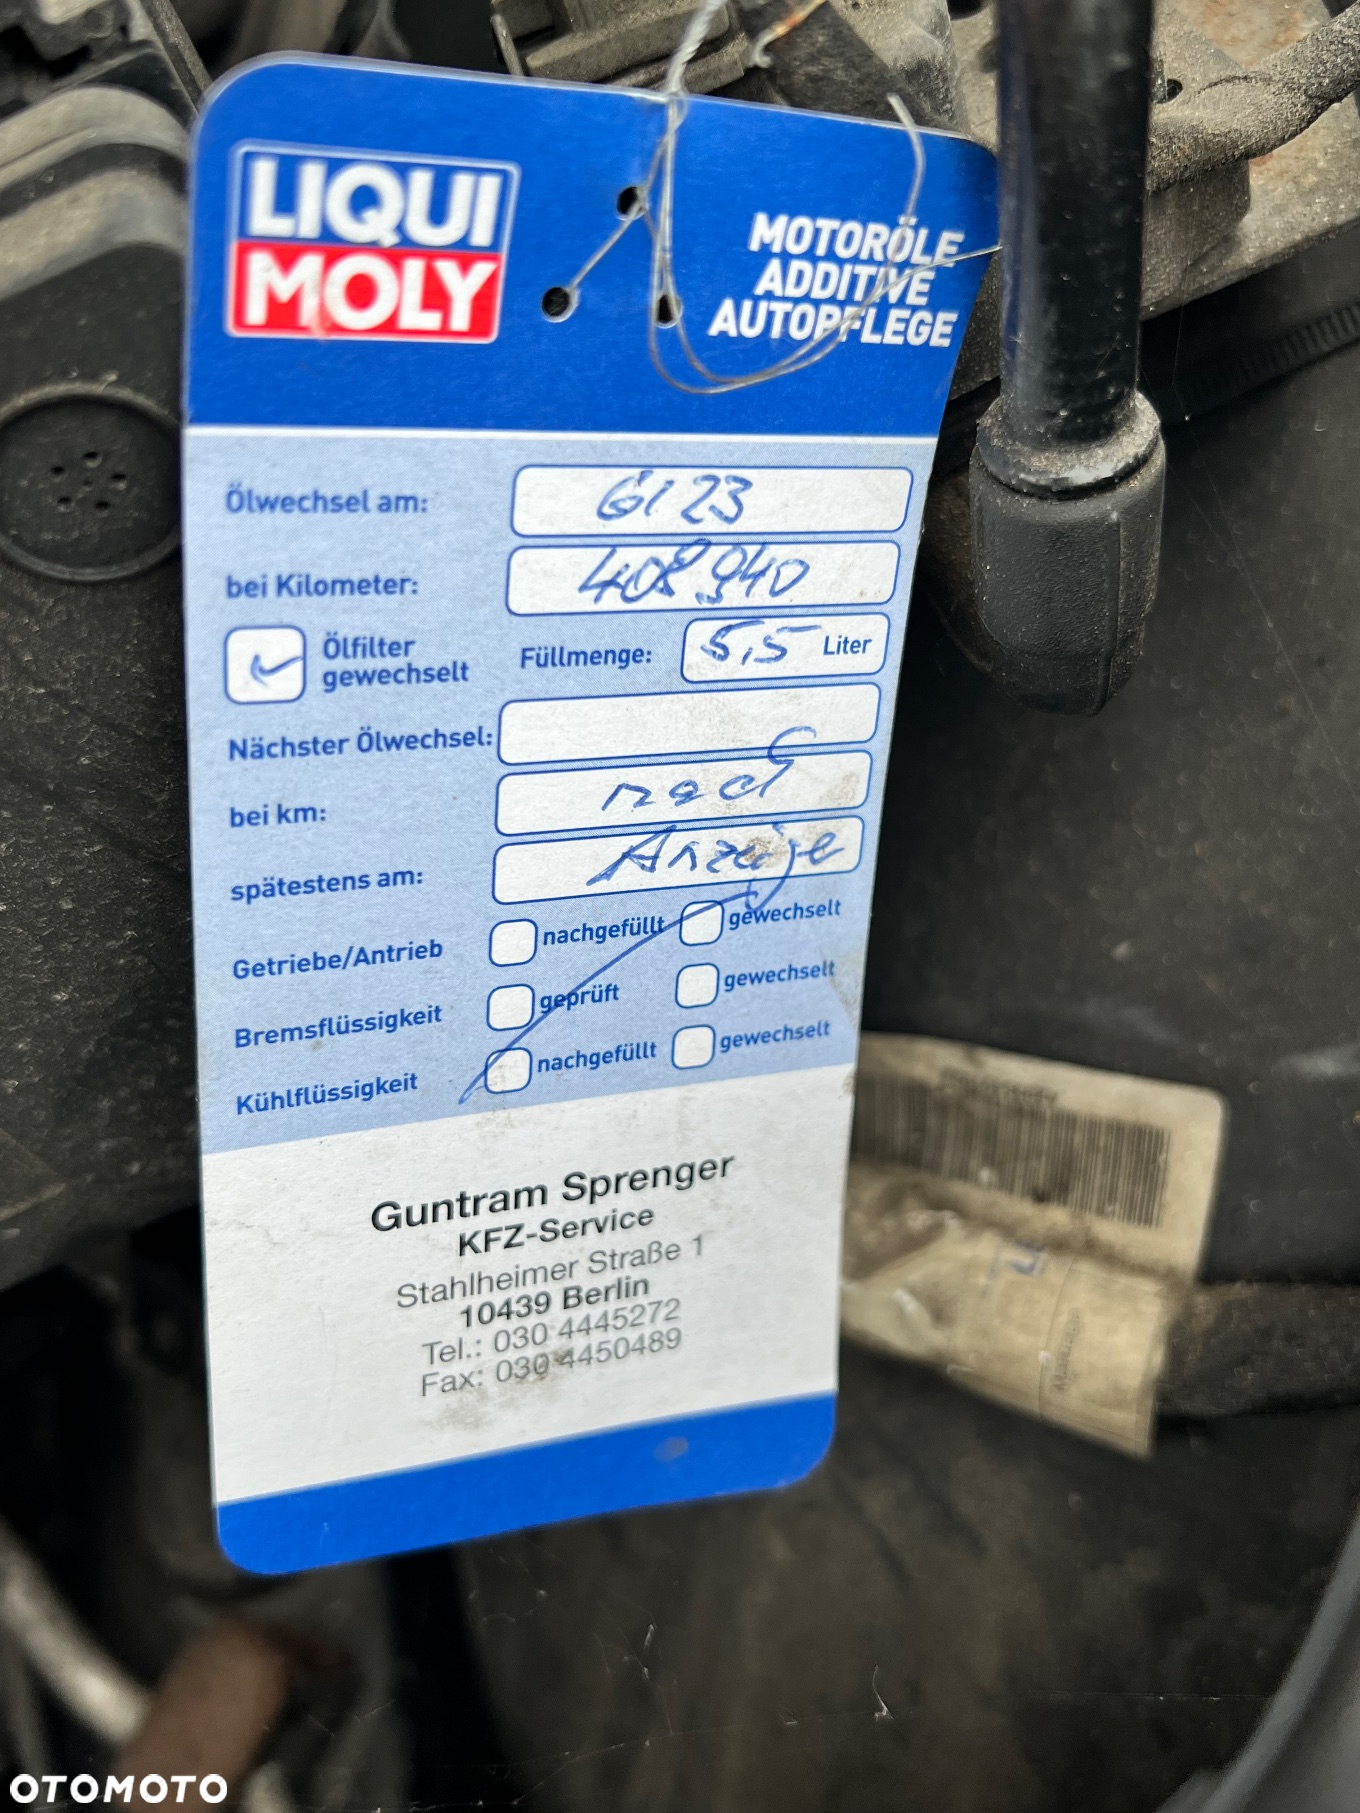 LIQUI
MOLY
MOTORÖLE
ADDITIVE
AUTOPFLEGE
Ölwechsel am: 6/23
bei Kilometer: 408.940
Ölfilter
gewechselt
Füllmenge: 5,5 Liter
Nächster Ölwechsel:
bei km: nach
spätestens am: Anzeige
Getriebe/Antrieb nachgefüllt gewechselt
Bremsflüssigkeit geprüft gewechselt
Kühlflüssigkeit nachgefüllt gewechselt
Guntram Sprenger
KFZ-Service
Stahlheimer Straße 1
10439 Berlin
Tel.: 030 4445272
Fax: 030 4450489
OTOMOTO